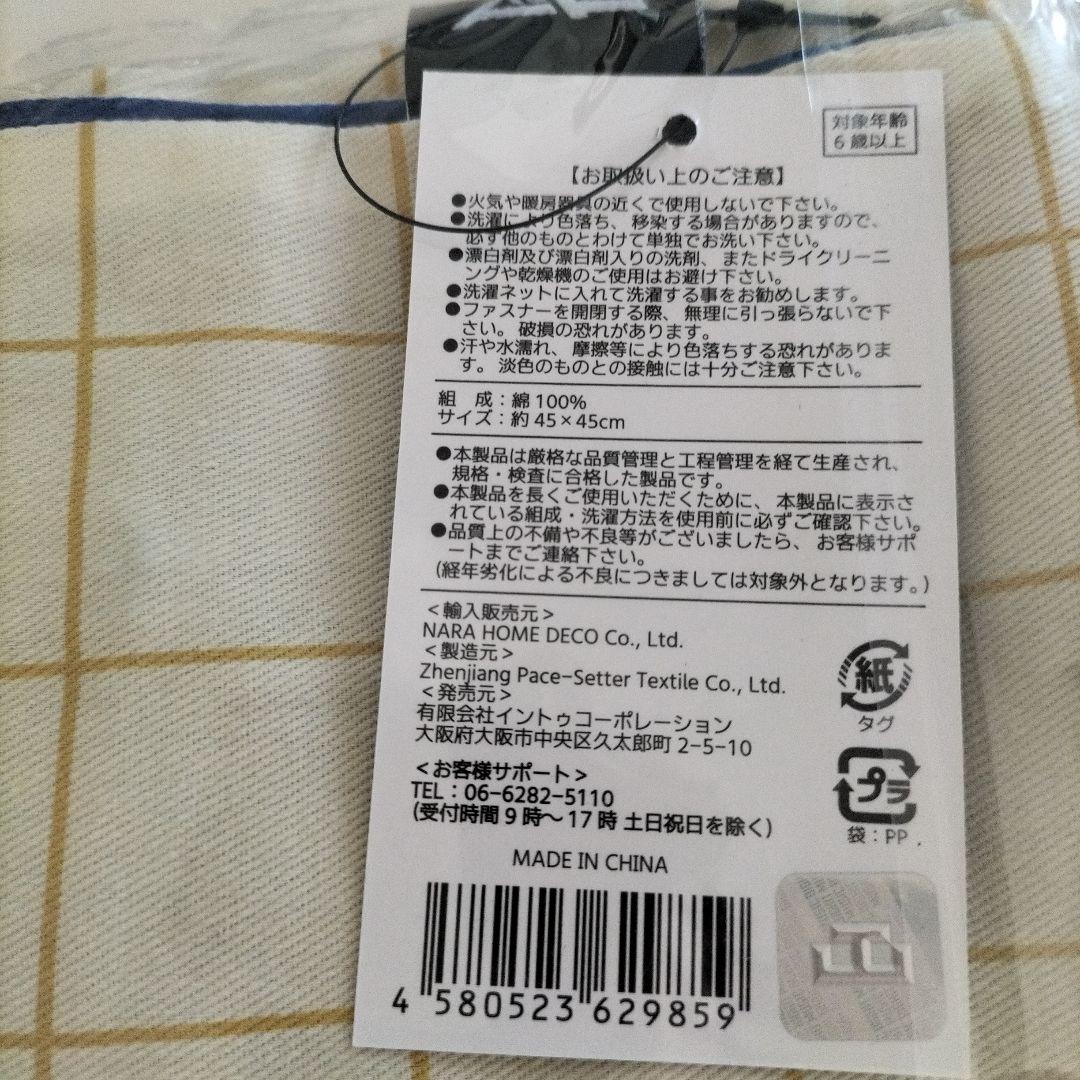 対象年齢
6歳以上
【お取扱い上のご注意】
●火気や暖房器具の近くで使用しないで下さい。
●洗濯により色落ち、移染する場合がありますので、
必ず他のものとわけて単独でお洗い下さい。
●漂白剤及び漂白剤入りの洗剤、またドライクリーニ
ングや乾燥機のご使用はお避け下さい。
●洗濯ネットに入れて洗濯する事をお勧めします。
●ファスナーを開閉する際、無理に引っ張らないで下
さい。破損の恐れがあります。
●汗や水濡れ、摩擦等により色落ちする恐れがありま
す。淡色のものとの接触には十分ご注意下さい。
組　成：綿100%
サイズ：約45×45cm
●本製品は厳格な品質管理と工程管理を経て生産され、
規格・検査に合格した製品です。
●本製品を長くご使用いただくために、本製品に表示さ
れている組成・洗濯方法を使用前に必ずご確認下さい。
●品質上の不備や不良等がございましたら、お客様サポ
ートまでご連絡下さい。
(経年劣化による不良につきましては対象外となります。)
＜輸入販売元＞
NARA HOME DECO Co., Ltd.
＜製造元＞
Zhenjiang Pace-Setter Textile Co., Ltd.
＜発売元＞
有限会社イントゥコーポレーション
大阪府大阪市中央区久太郎町2-5-10
＜お客様サポート＞
TEL：06-6282-5110
(受付時間9時〜17時 土日祝日を除く)
紙
タグ
プラ
袋：PP
MADE IN CHINA
4 580523 629859